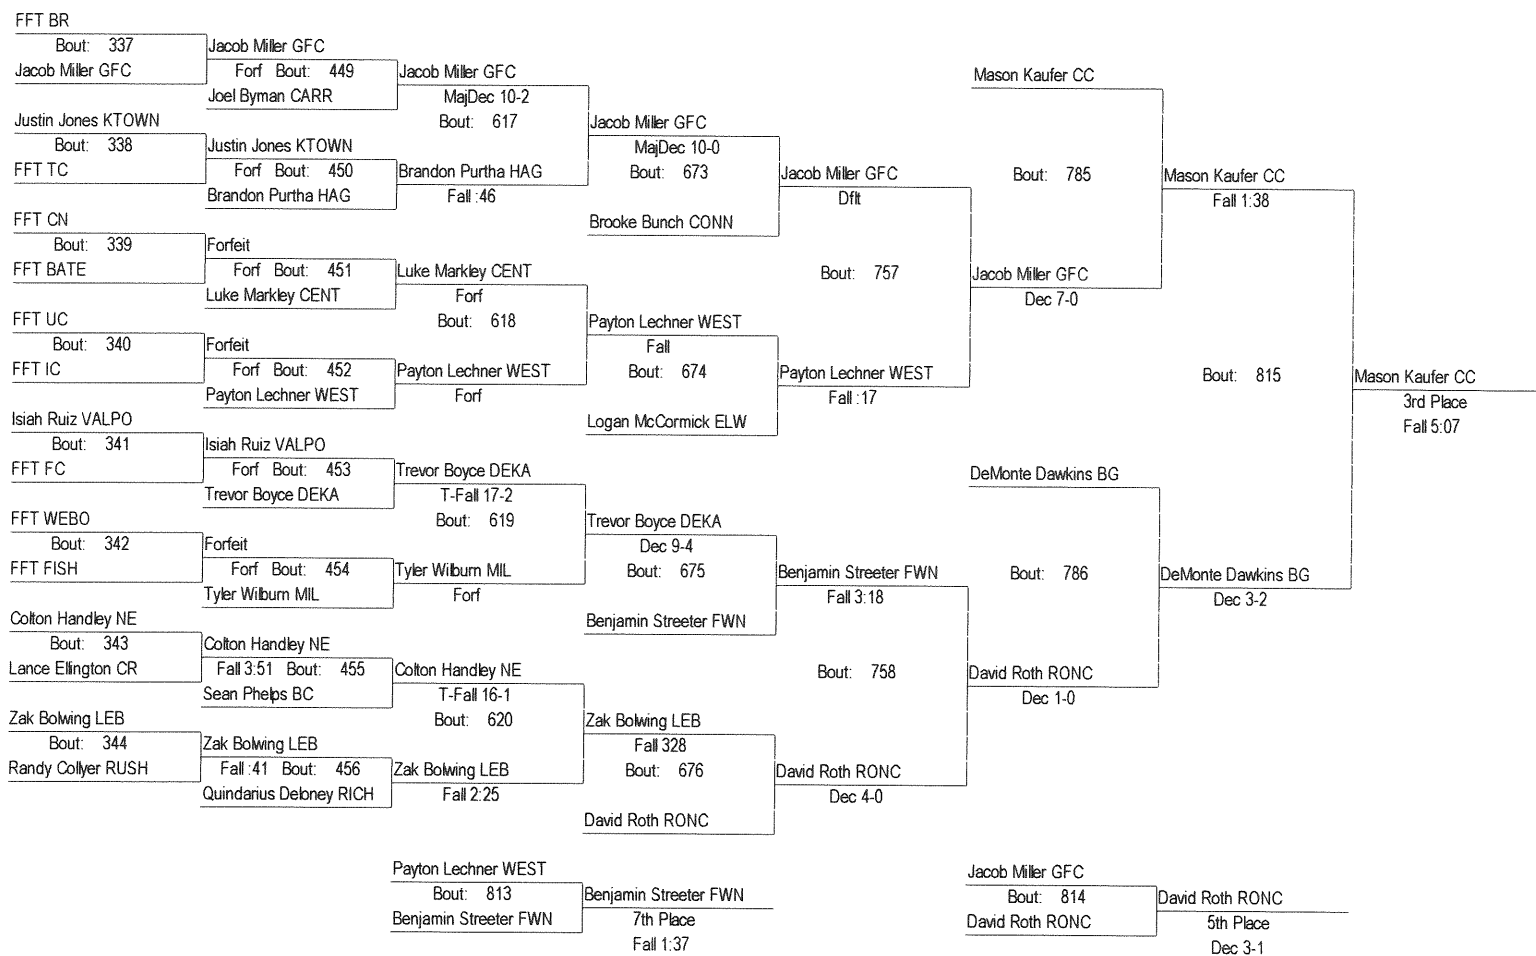 FFT BR
Bout: 337
Jacob Miller GFC
Justin Jones KTOWN
Bout: 338
FFT TC
FFT CN
Bout: 339
FFT BATE
FFT UC
Bout: 340
FFT IC
Isiah Ruiz VALPO
Bout: 341
FFT FC
FFT WEBO
Bout: 342
FFT FISH
Colton Handley NE
Bout: 343
Lance Ellington CR
Zak Bolwing LEB
Bout: 344
Randy Collyer RUSH
Jacob Miller GFC
Forf Bout: 449
Joel Byman CARR
Justin Jones KTOWN
Forf Bout: 450
Brandon Purtha HAG
Forfeit
Forf Bout: 451
Luke Markley CENT
Forfeit
Forf Bout: 452
Payton Lechner WEST
Isiah Ruiz VALPO
Forf Bout: 453
Trevor Boyce DEKA
Forfeit
Forf Bout: 454
Tyler Wilburn MIL
Colton Handley NE
Fall 3:51 Bout: 455
Sean Phelps BC
Zak Bolwing LEB
Fall :41 Bout: 456
Quindarius Deloney RICH
Jacob Miller GFC
MajDec 10-2
Bout: 617
Brandon Purtha HAG
Fall :46
Luke Markley CENT
Forf
Bout: 618
Payton Lechner WEST
Forf
Trevor Boyce DEKA
T-Fall 17-2
Bout: 619
Tyler Wilburn MIL
Forf
Colton Handley NE
T-Fall 16-1
Bout: 620
Zak Bolwing LEB
Fall 2:25
Jacob Miller GFC
MajDec 10-0
Bout: 673
Brooke Bunch CONN
Payton Lechner WEST
Fall
Bout: 674
Logan McCormick ELW
Trevor Boyce DEKA
Dec 9-4
Bout: 675
Benjamin Streeter FWN
Zak Bolwing LEB
Fall 328
Bout: 676
David Roth RONC
Jacob Miller GFC
Dflt
Bout: 757
Payton Lechner WEST
Fall :17
Benjamin Streeter FWN
Fall 3:18
Bout: 758
David Roth RONC
Dec 4-0
Mason Kaufer CC
Bout: 785
Jacob Miller GFC
Dec 7-0
DeMonte Dawkins BG
Bout: 786
David Roth RONC
Dec 1-0
Mason Kaufer CC
Fall 1:38
Bout: 815
DeMonte Dawkins BG
Dec 3-2
Mason Kaufer CC
3rd Place
Fall 5:07
Payton Lechner WEST
Bout: 813
Benjamin Streeter FWN
Benjamin Streeter FWN
7th Place
Fall 1:37
Jacob Miller GFC
Bout: 814
David Roth RONC
David Roth RONC
5th Place
Dec 3-1